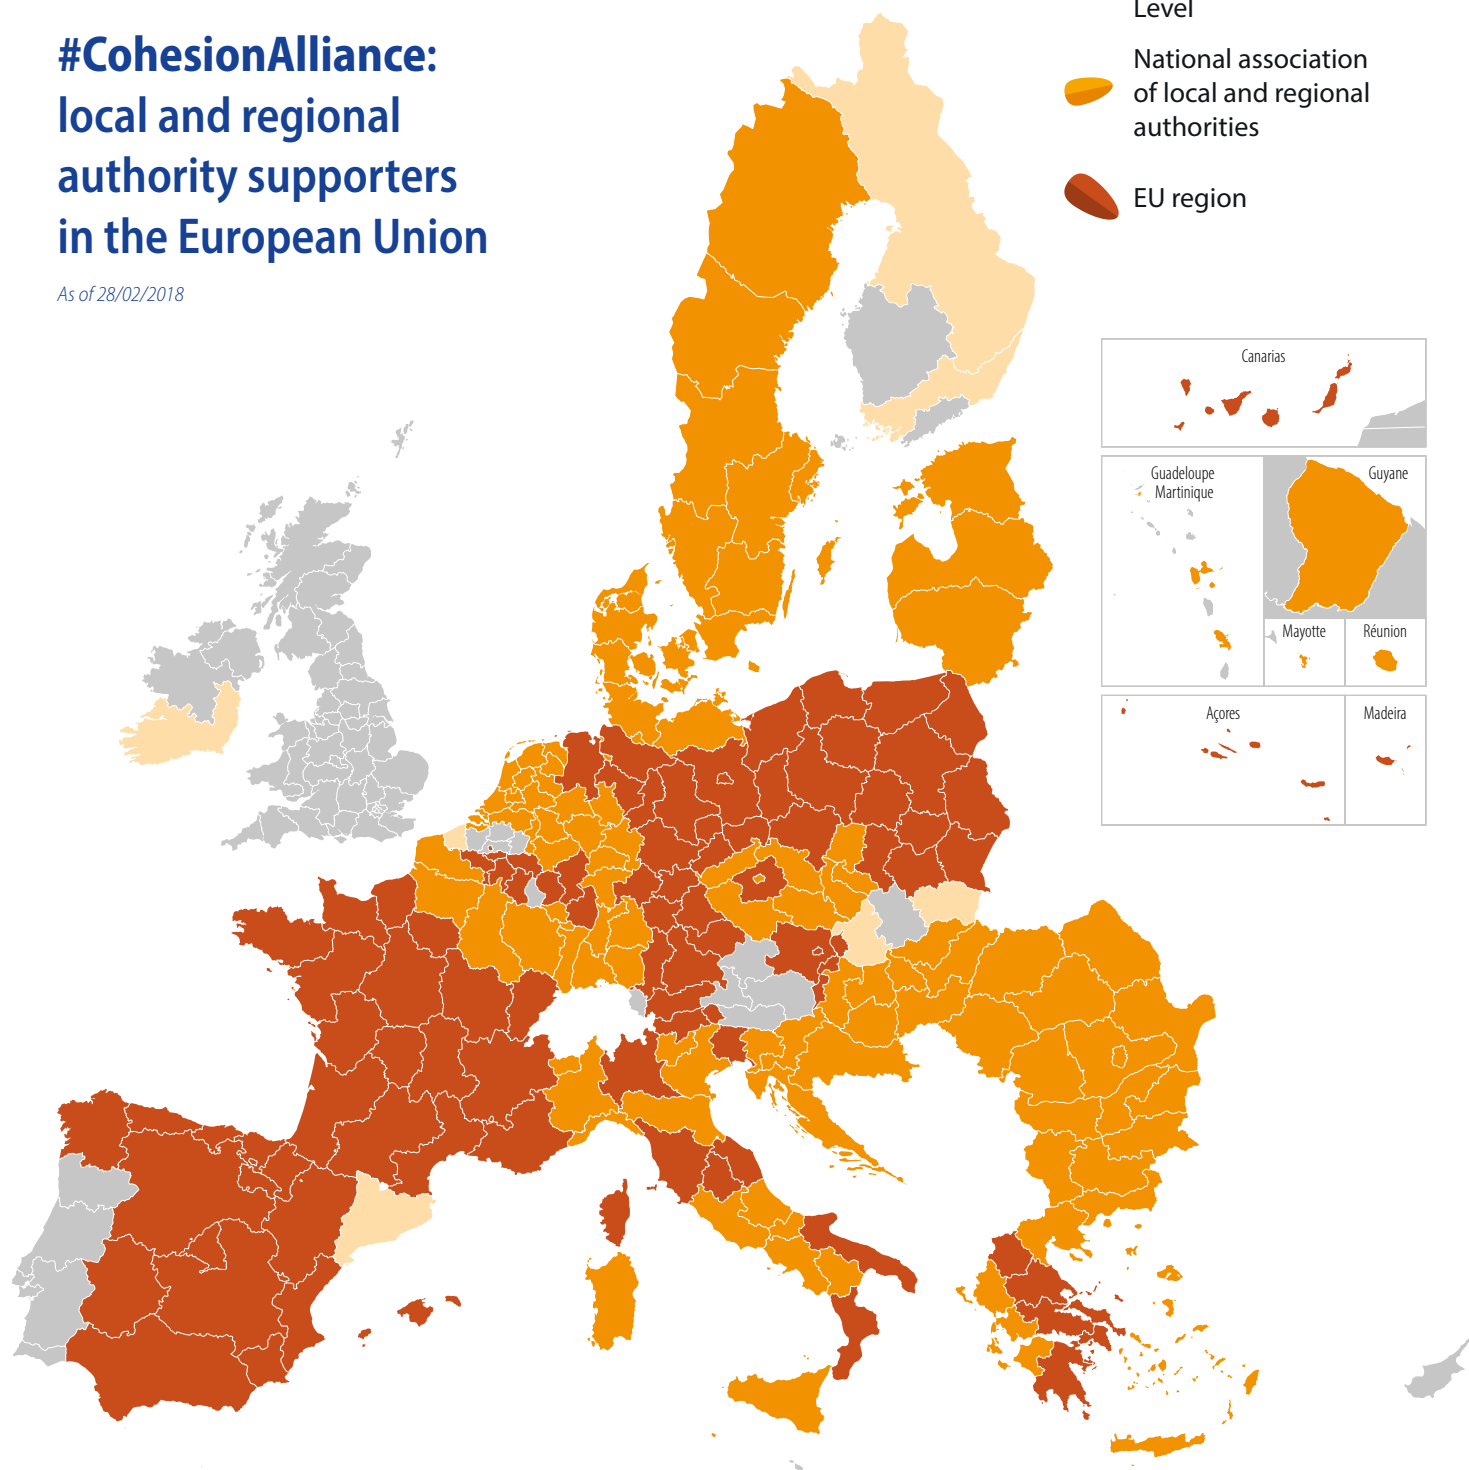 #CohesionAlliance:
local and regional
authority supporters
in the European Union
As of 28/02/2018
Level
National association
of local and regional
authorities
EU region
Canarias
Guadeloupe
Martinique
Guyane
Mayotte
Réunion
Açores
Madeira